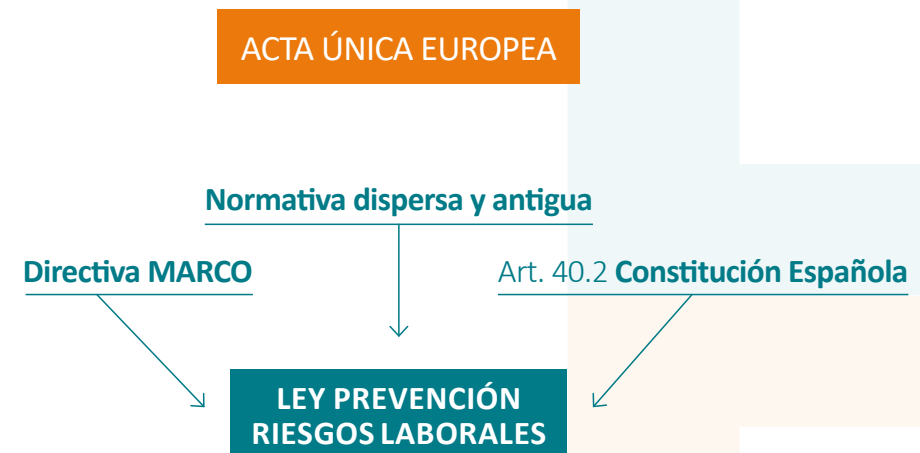 ACTA ÚNICA EUROPEA
Normativa dispersa y antigua
Directiva MARCO
Art. 40.2 Constitución Española
LEY PREVENCIÓN
RIESGOS LABORALES